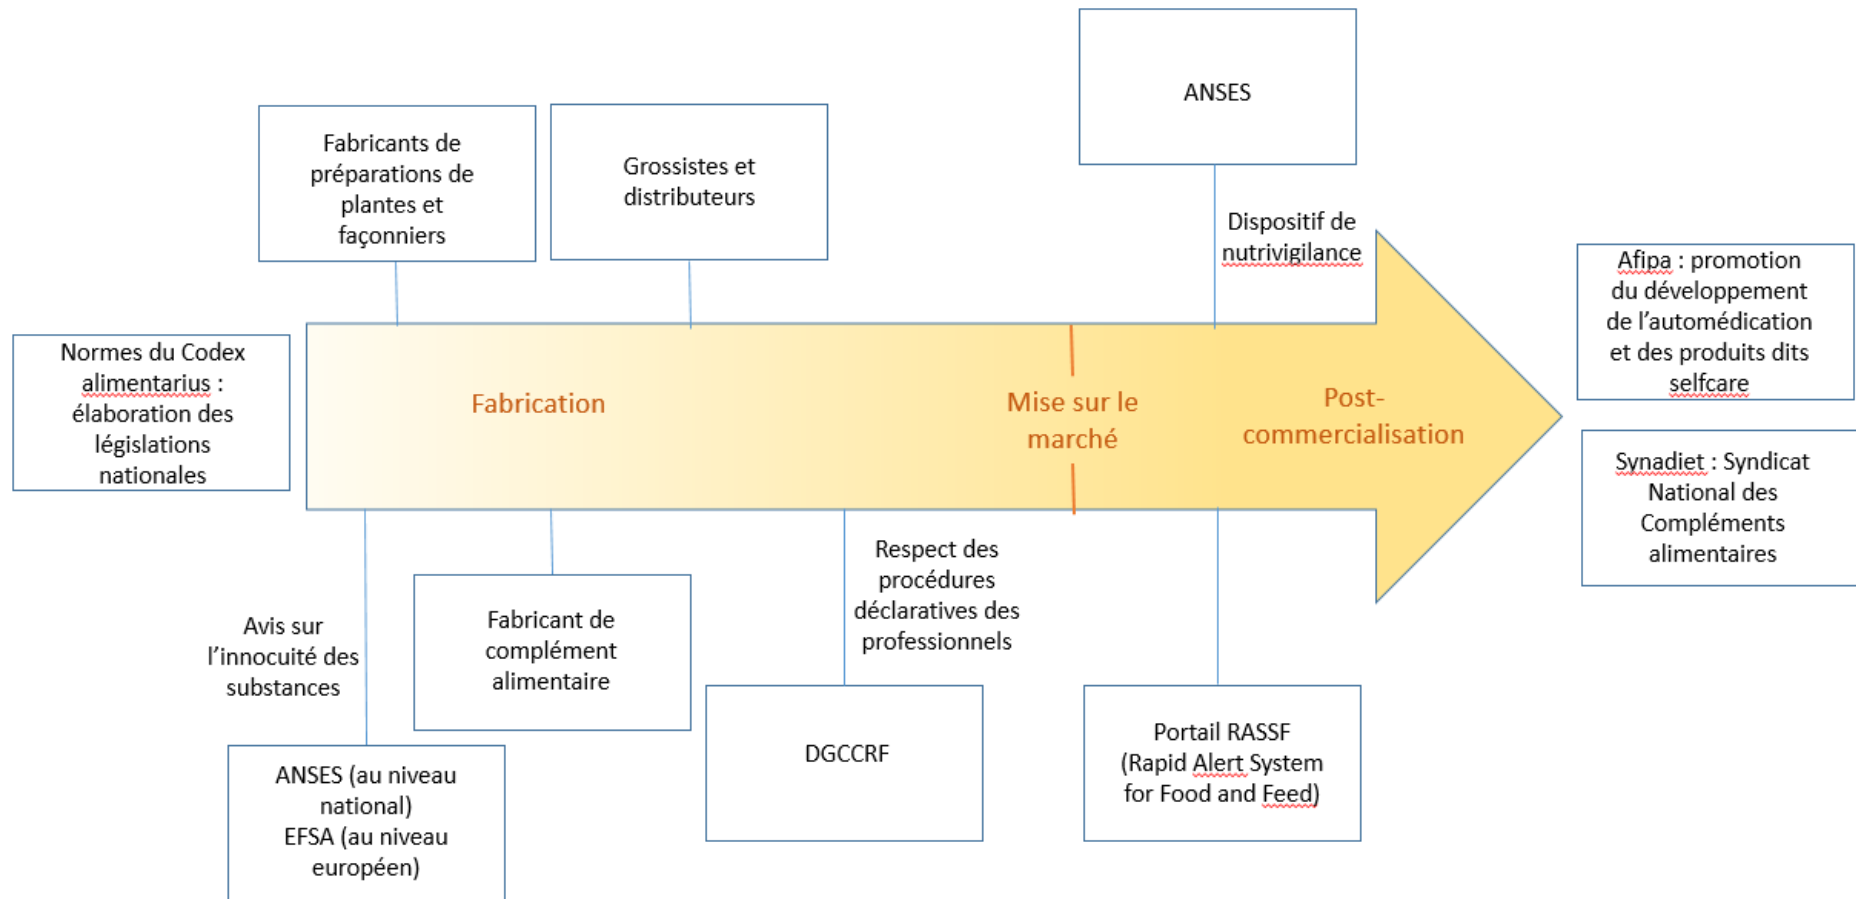 ANSES
Fabricants de
préparations de
plantes et
façonniers
Grossistes et
distributeurs
Dispositif de
nutrivigilance
Afipa : promotion
du développement
de l'automédication
et des produits dits
selfcare
Normes du Codex
alimentarius :
élaboration des
législations
nationales
Fabrication
Mise sur le
marché
Post-
commercialisation
Synadiet : Syndicat
National des
Compléments
alimentaires
Avis sur
l'innocuité des
substances
Fabricant de
complément
alimentaire
Respect des
procédures
déclaratives des
professionnels
ANSES (au niveau
national)
EFSA (au niveau
européen)
DGCCRF
Portail RASSF
(Rapid Alert System
for Food and Feed)